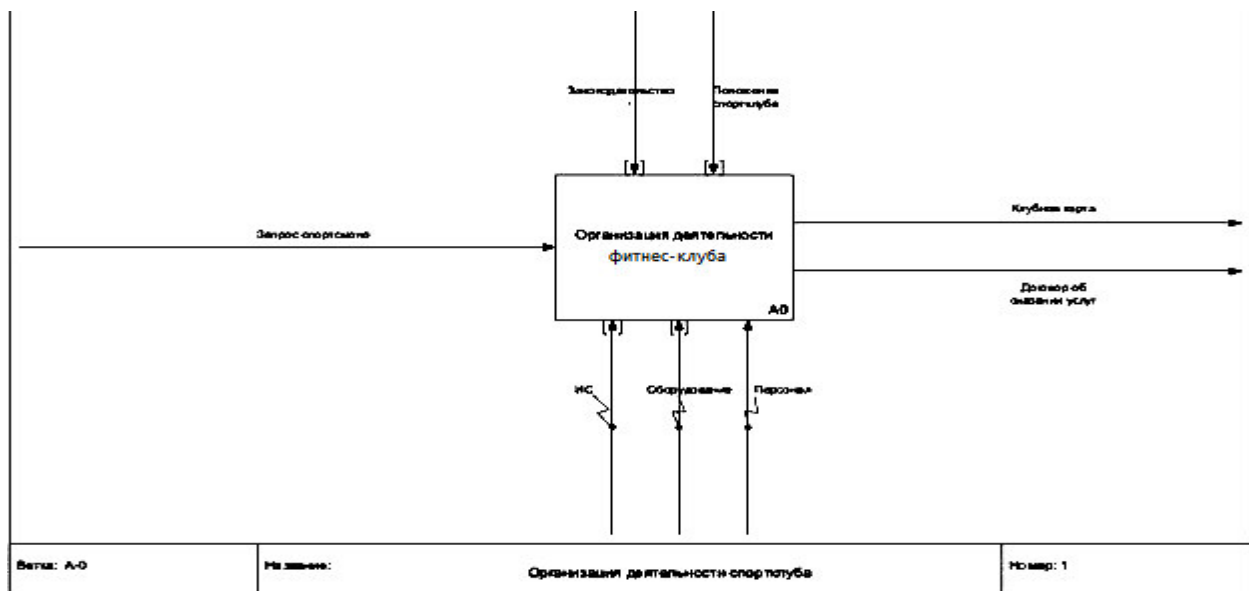 Законодательство
Положение
спортклуба
Запрос спортсмена
Организация деятельности
фитнес-клуба
A0
Клубная карта
Договор об
оказании услуг
ИС
Оборудование
Персонал
Ветка: A-0
Название:
Организация деятельности спортклуба
Номер: 1